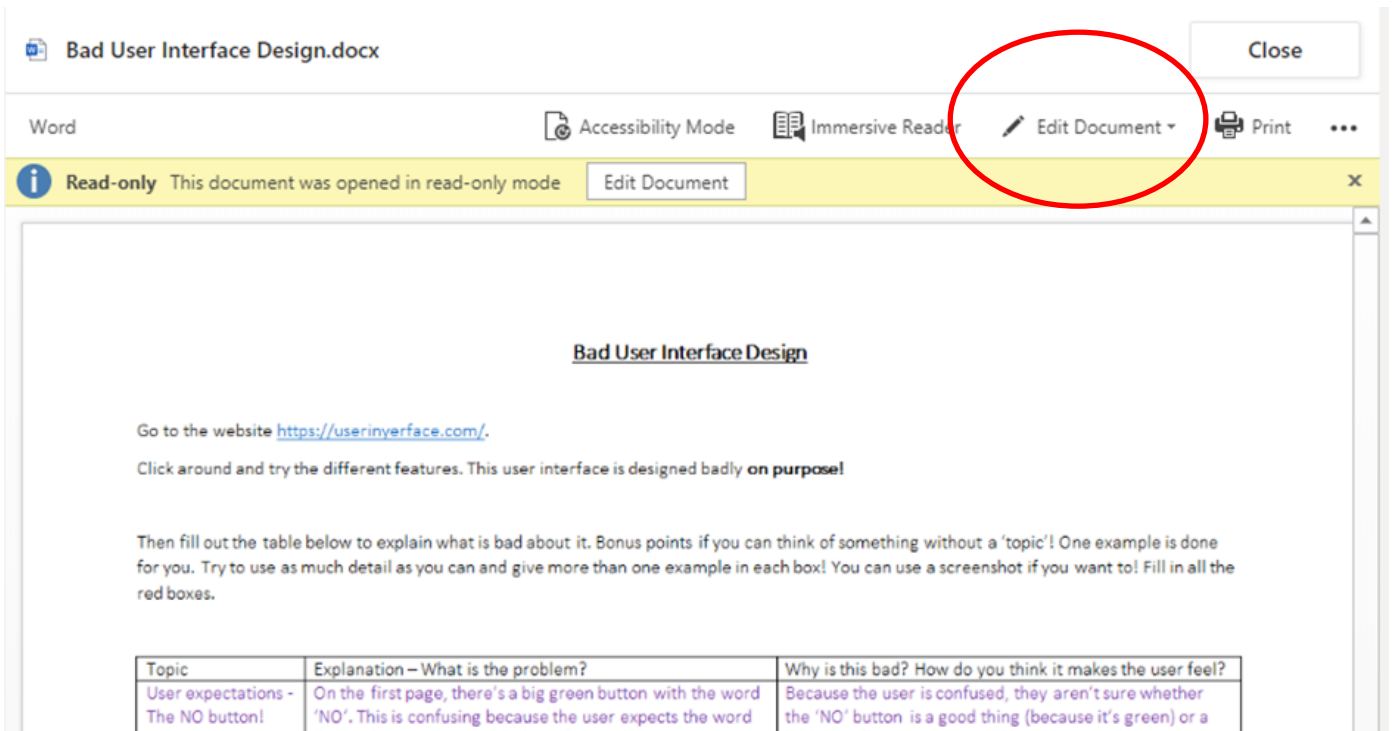 Bad User Interface Design.docx
Close
Word
Accessibility Mode
Immersive Reader
Edit Document
Print
Read-only This document was opened in read-only mode
Edit Document
Bad User Interface Design
Go to the website https://userinyerface.com/.
Click around and try the different features. This user interface is designed badly on purpose!
Then fill out the table below to explain what is bad about it. Bonus points if you can think of something without a 'topic'! One example is done
for you. Try to use as much detail as you can and give more than one example in each box! You can use a screenshot if you want to! Fill in all the
red boxes.
Topic
Explanation – What is the problem?
Why is this bad? How do you think it makes the user feel?
User expectations -
The NO button!
On the first page, there's a big green button with the word
'NO'. This is confusing because the user expects the word
Because the user is confused, they aren't sure whether
the 'NO' button is a good thing (because it's green) or a